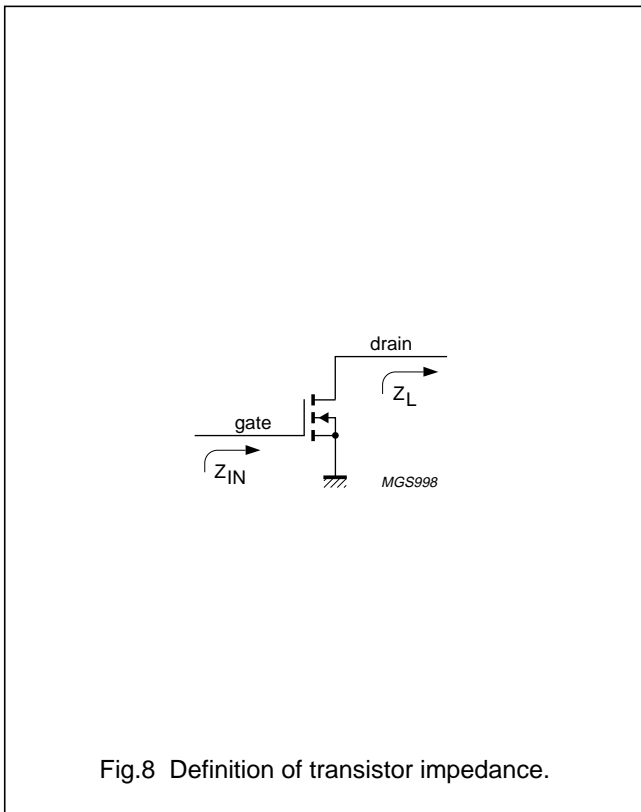 drain
Z_L
gate
Z_IN
MGS998
Fig.8 Definition of transistor impedance.